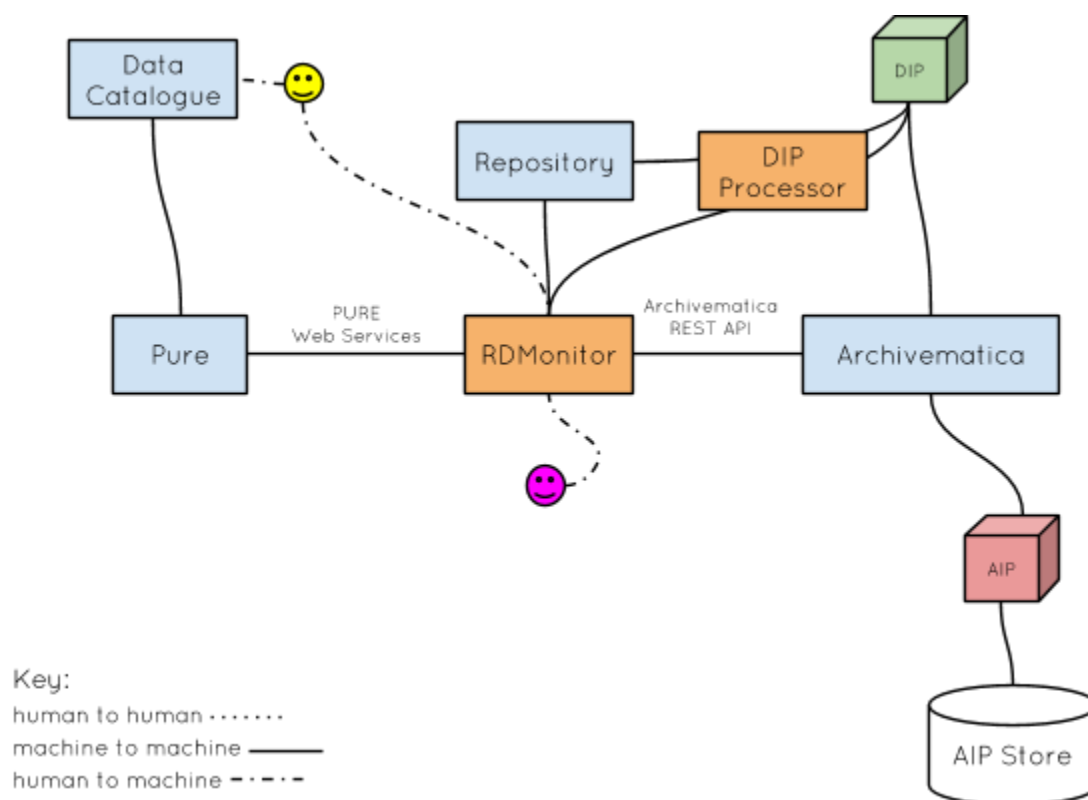 Data
Catalogue
DIP
Repository
DIP
Processor
PURE
Web Services
Archivematica
REST API
Pure
RDMonitor
Archivematica
AIP
AIP Store
Key:
human to human
machine to machine
human to machine